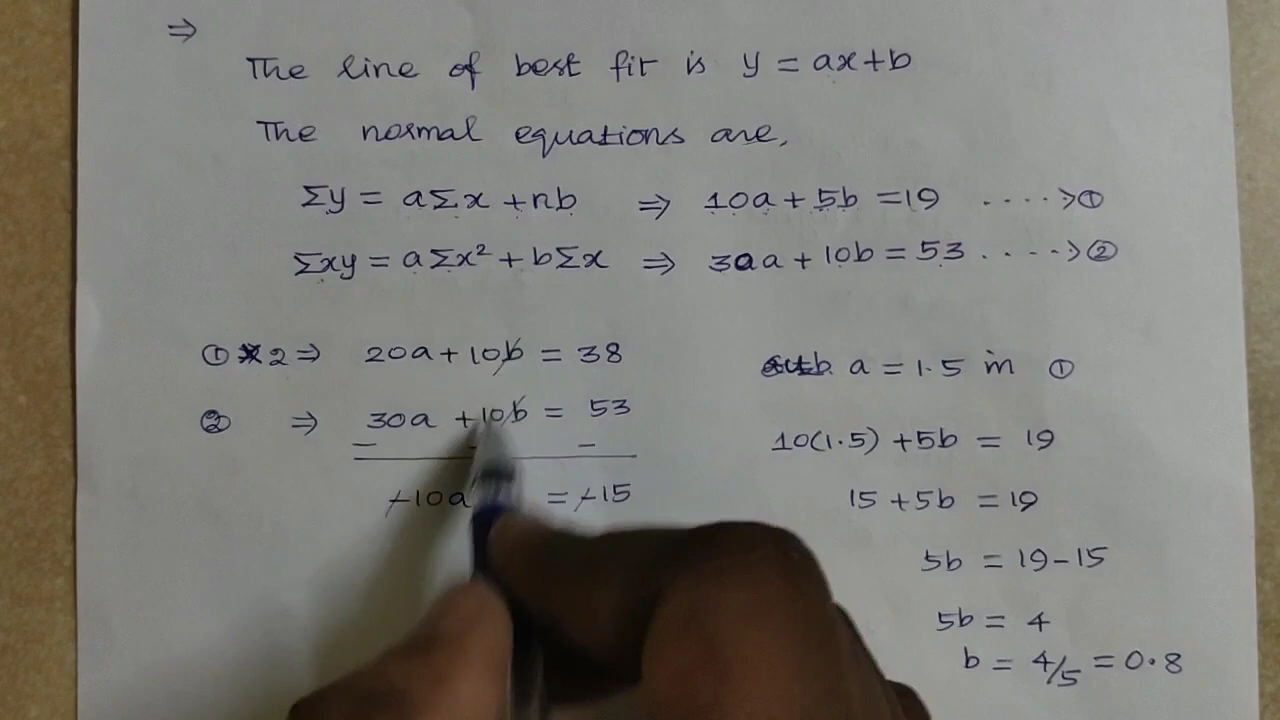 ⇒
The line of best fit is y = ax+b
The normal equations are,
Σy = aΣx + nb ⇒ 10a + 5b = 19 ....> ①
Σxy = aΣx² + bΣx ⇒ 30a + 10b = 53 ....> ②
① * 2 ⇒ 20a + 10b = 38
② ⇒ 30a + 10b = 53
− − −
-10a = -15
sub a = 1.5 in ①
10(1.5) + 5b = 19
15 + 5b = 19
5b = 19-15
5b = 4
b = 4/5 = 0.8